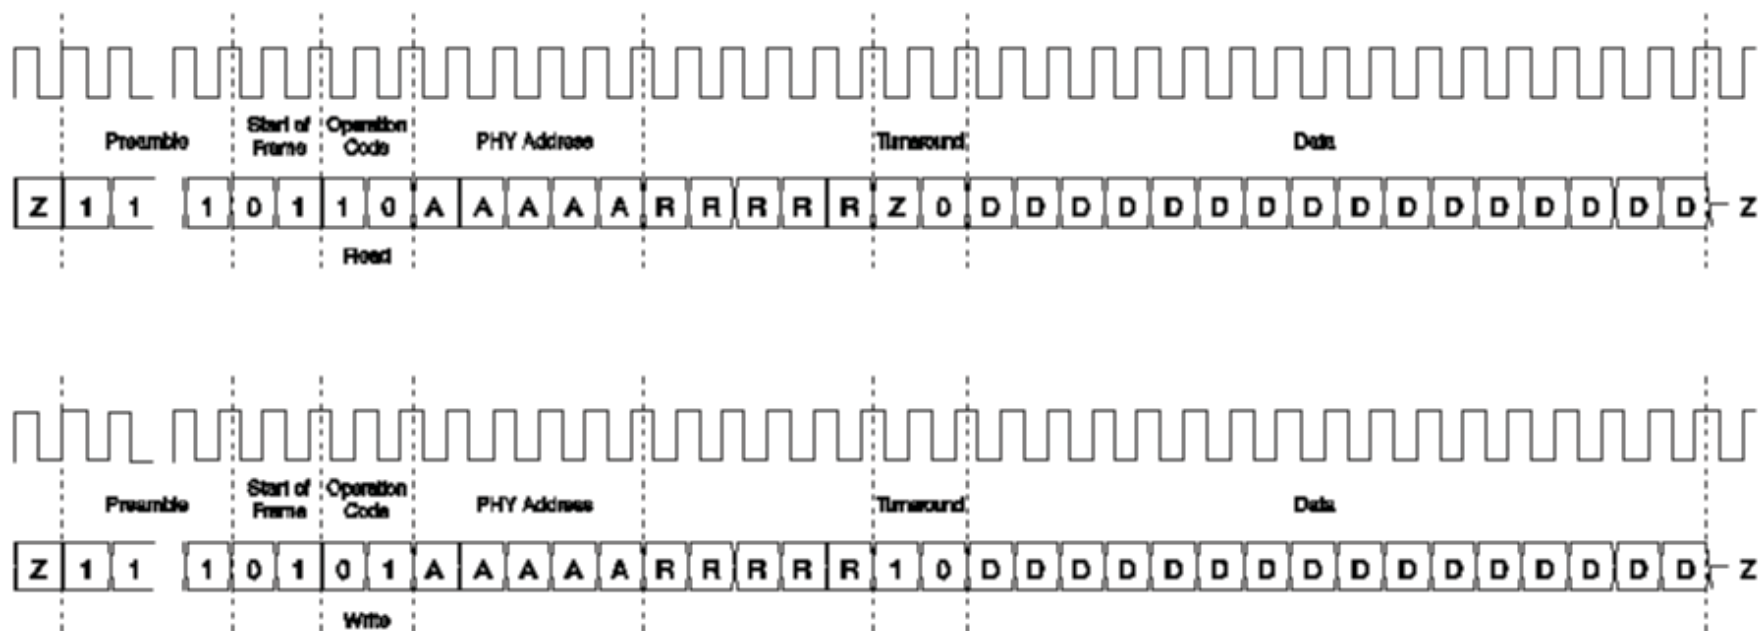 Preamble Start of Frame Operation Code PHY Address Turnaround Data
Z 1 1 1 0 1 1 0 A A A A A R R R R R Z 0 D D D D D D D D D D D D D D D D Z
Read
Preamble Start of Frame Operation Code PHY Address Turnaround Data
Z 1 1 1 0 1 0 1 A A A A A R R R R R 1 0 D D D D D D D D D D D D D D D D Z
Write